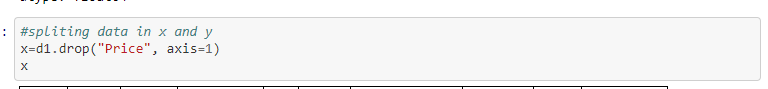 :
#spliting data in x and y
x=d1.drop("Price", axis=1)
x